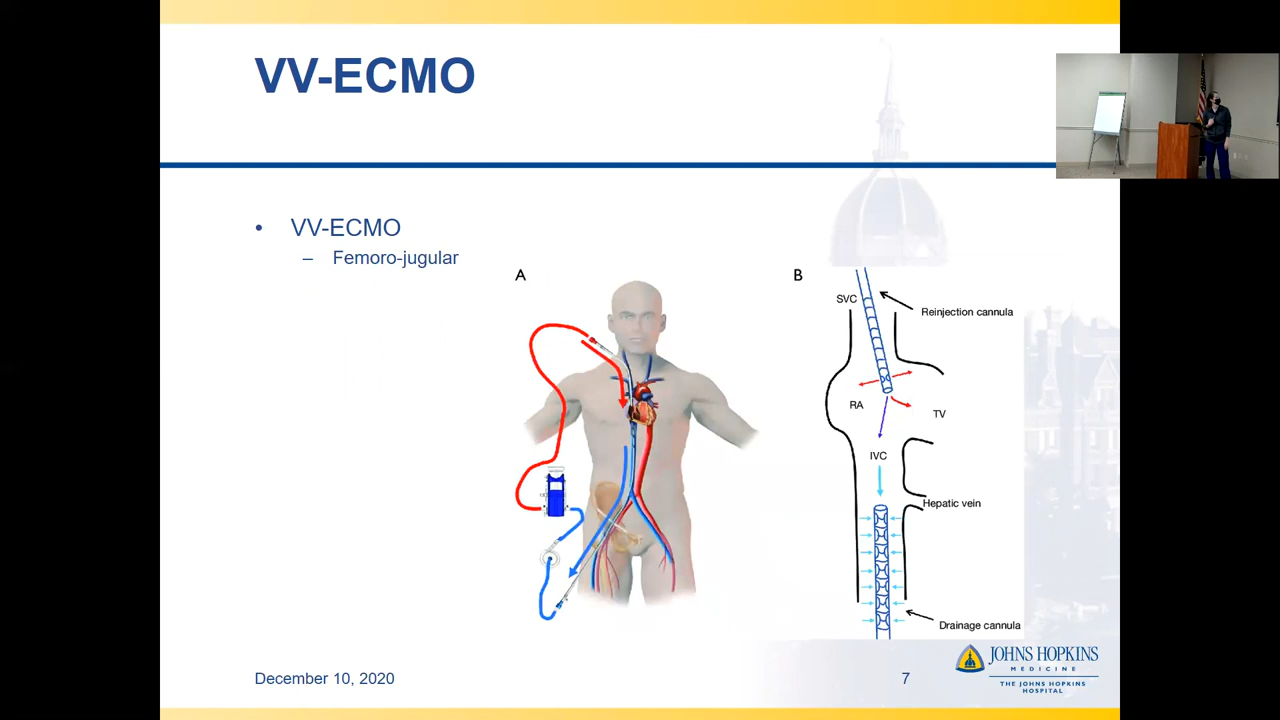 VV-ECMO
• VV-ECMO
– Femoro-jugular
A
B
SVC
Reinjection cannula
RA
TV
IVC
Hepatic vein
Drainage cannula
December 10, 2020
7
JOHNS HOPKINS
MEDICINE
THE JOHNS HOPKINS
HOSPITAL